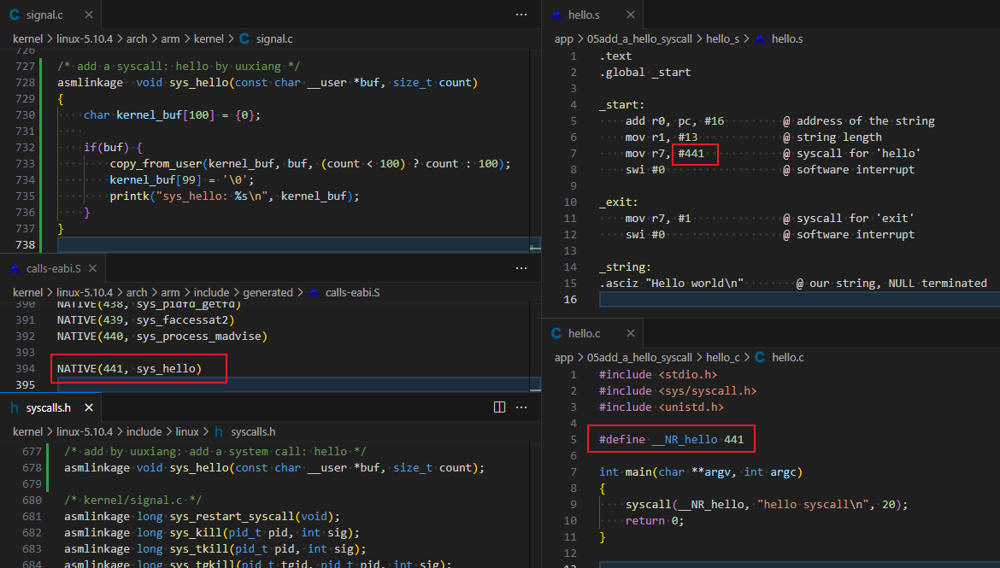 signal.c
kernel > linux-5.10.4 > arch > arm > kernel > signal.c
726
727 /* add a syscall: hello by uuxiang */
728 asmlinkage  void sys_hello(const char __user *buf, size_t count)
729 {
730     char kernel_buf[100] = {0};
731
732     if(buf) {
733         copy_from_user(kernel_buf, buf, (count < 100) ? count : 100);
734         kernel_buf[99] = '\0';
735         printk("sys_hello: %s\n", kernel_buf);
736     }
737 }
738
calls-eabi.S
kernel > linux-5.10.4 > arch > arm > include > generated > calls-eabi.S
390 NATIVE(438, sys_pidfd_getfd)
391 NATIVE(439, sys_faccessat2)
392 NATIVE(440, sys_process_madvise)
393
394 NATIVE(441, sys_hello)
395
syscalls.h
kernel > linux-5.10.4 > include > linux > syscalls.h
677 /* add by uuxiang: add a system call: hello */
678 asmlinkage void sys_hello(const char __user *buf, size_t count);
679
680 /* kernel/signal.c */
681 asmlinkage long sys_restart_syscall(void);
682 asmlinkage long sys_kill(pid_t pid, int sig);
683 asmlinkage long sys_tkill(pid_t pid, int sig);
684 asmlinkage long sys_tgkill(pid_t tgid, pid_t pid, int sig);
hello.s
app > 05add_a_hello_syscall > hello_s > hello.s
1 .text
2 .global _start
3
4 _start:
5     add r0, pc, #16         @ address of the string
6     mov r1, #13             @ string length
7     mov r7, #441            @ syscall for 'hello'
8     swi #0                  @ software interrupt
9
10 _exit:
11     mov r7, #1              @ syscall for 'exit'
12     swi #0                  @ software interrupt
13
14 _string:
15 .asciz "Hello world\n"        @ our string, NULL terminated
16
hello.c
app > 05add_a_hello_syscall > hello_c > hello.c
1 #include <stdio.h>
2 #include <sys/syscall.h>
3 #include <unistd.h>
4
5 #define __NR_hello 441
6
7 int main(char **argv, int argc)
8 {
9     syscall(__NR_hello, "hello syscall\n", 20);
10     return 0;
11 }
12
13